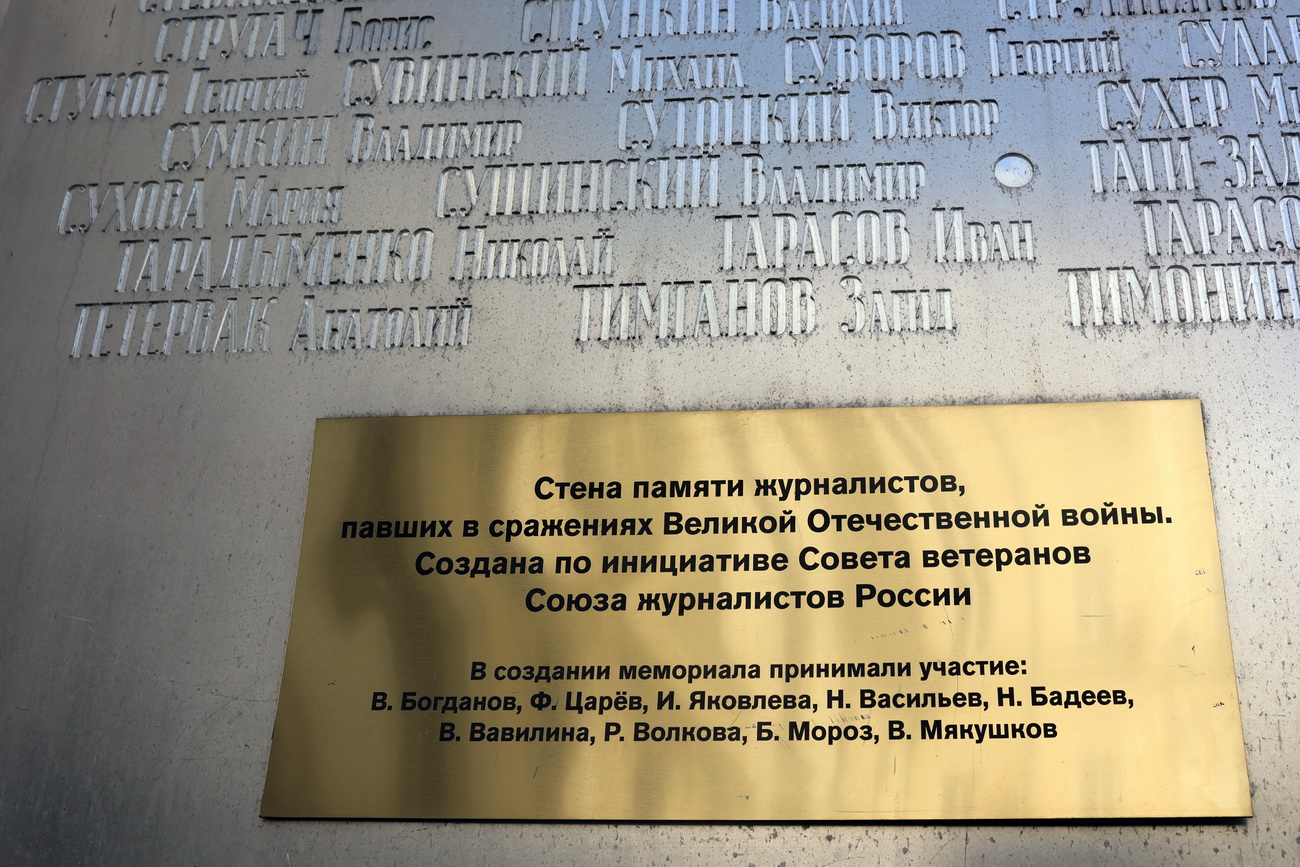 СТРУГАЧ Борис СТРУНКИН Василий
СТУКОВ Георгий СУВИНСКИЙ Михаил СУВОРОВ Георгий
СУМКИН Владимир СУТОЦКИЙ Виктор СУХЕР
СУХОВА Мария СУШИНСКИЙ Владимир
ТАРАДЫМЕНКО Николай ТАРАСОВ Иван
ТЕТЕРВАК Анатолий ТИМГАНОВ Загид
Стена памяти журналистов,
павших в сражениях Великой Отечественной войны.
Создана по инициативе Совета ветеранов
Союза журналистов России
В создании мемориала принимали участие:
В. Богданов, Ф. Царёв, И. Яковлева, Н. Васильев, Н. Бадеев,
В. Вавилина, Р. Волкова, Б. Мороз, В. Мякушков